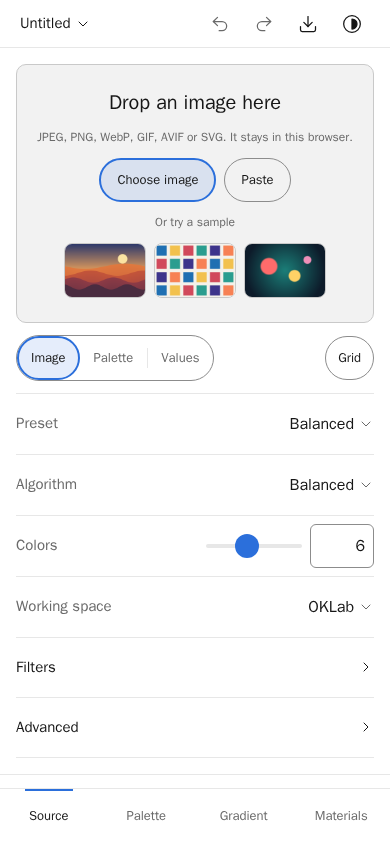 Untitled
Drop an image here
JPEG, PNG, WebP, GIF, AVIF or SVG. It stays in this browser.
Choose image
Paste
Or try a sample
Image
Palette
Values
Grid
Preset
Balanced
Algorithm
Balanced
Colors
6
Working space
OKLab
Filters
Advanced
Source
Palette
Gradient
Materials